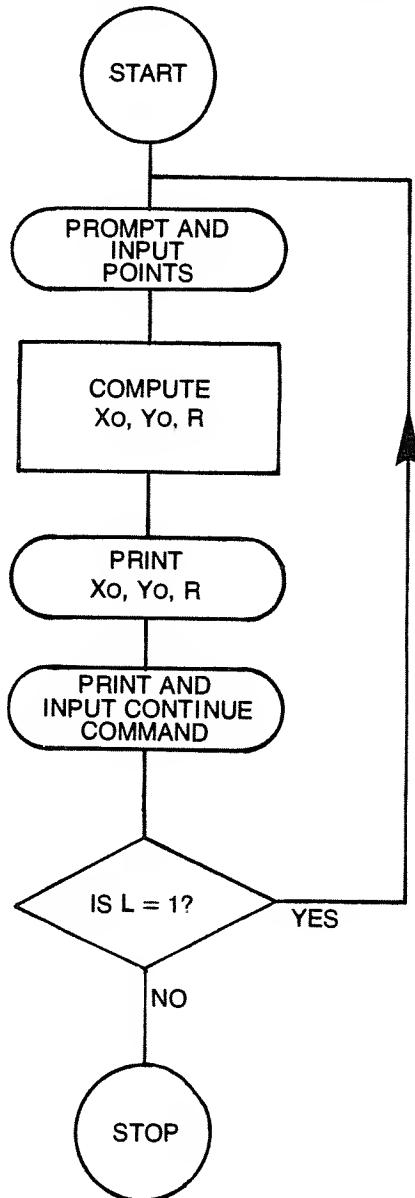 START
PROMPT AND
INPUT
POINTS
COMPUTE
Xo, Yo, R
PRINT
Xo, Yo, R
PRINT AND
INPUT CONTINUE
COMMAND
IS L = 1?
YES
NO
STOP